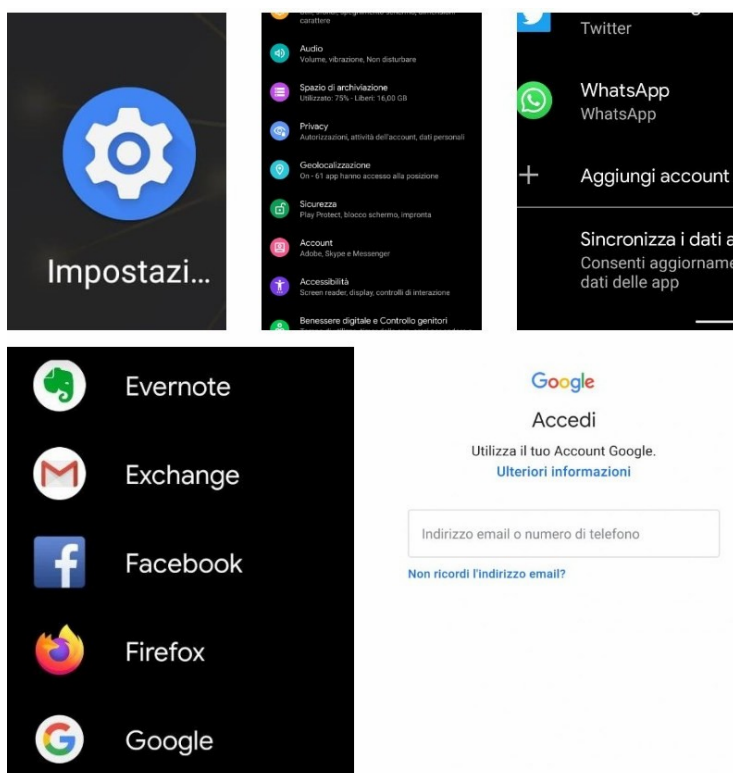 Impostazi...
carattere
Audio
Volume, vibrazione, Non disturbare
Spazio di archiviazione
Utilizzato: 75% - Liberi: 16,00 GB
Privacy
Autorizzazioni, attività dell'account, dati personali
Geolocalizzazione
On - 61 app hanno accesso alla posizione
Sicurezza
Play Protect, blocco schermo, impronta
Account
Adobe, Skype e Messenger
Accessibilità
Screen reader, display, controlli di interazione
Benessere digitale e Controllo genitori
Twitter
WhatsApp
WhatsApp
Aggiungi account
Sincronizza i dati a
Consenti aggiorname
dati delle app
Evernote
Exchange
Facebook
Firefox
Google
Google
Accedi
Utilizza il tuo Account Google.
Ulteriori informazioni
Indirizzo email o numero di telefono
Non ricordi l'indirizzo email?